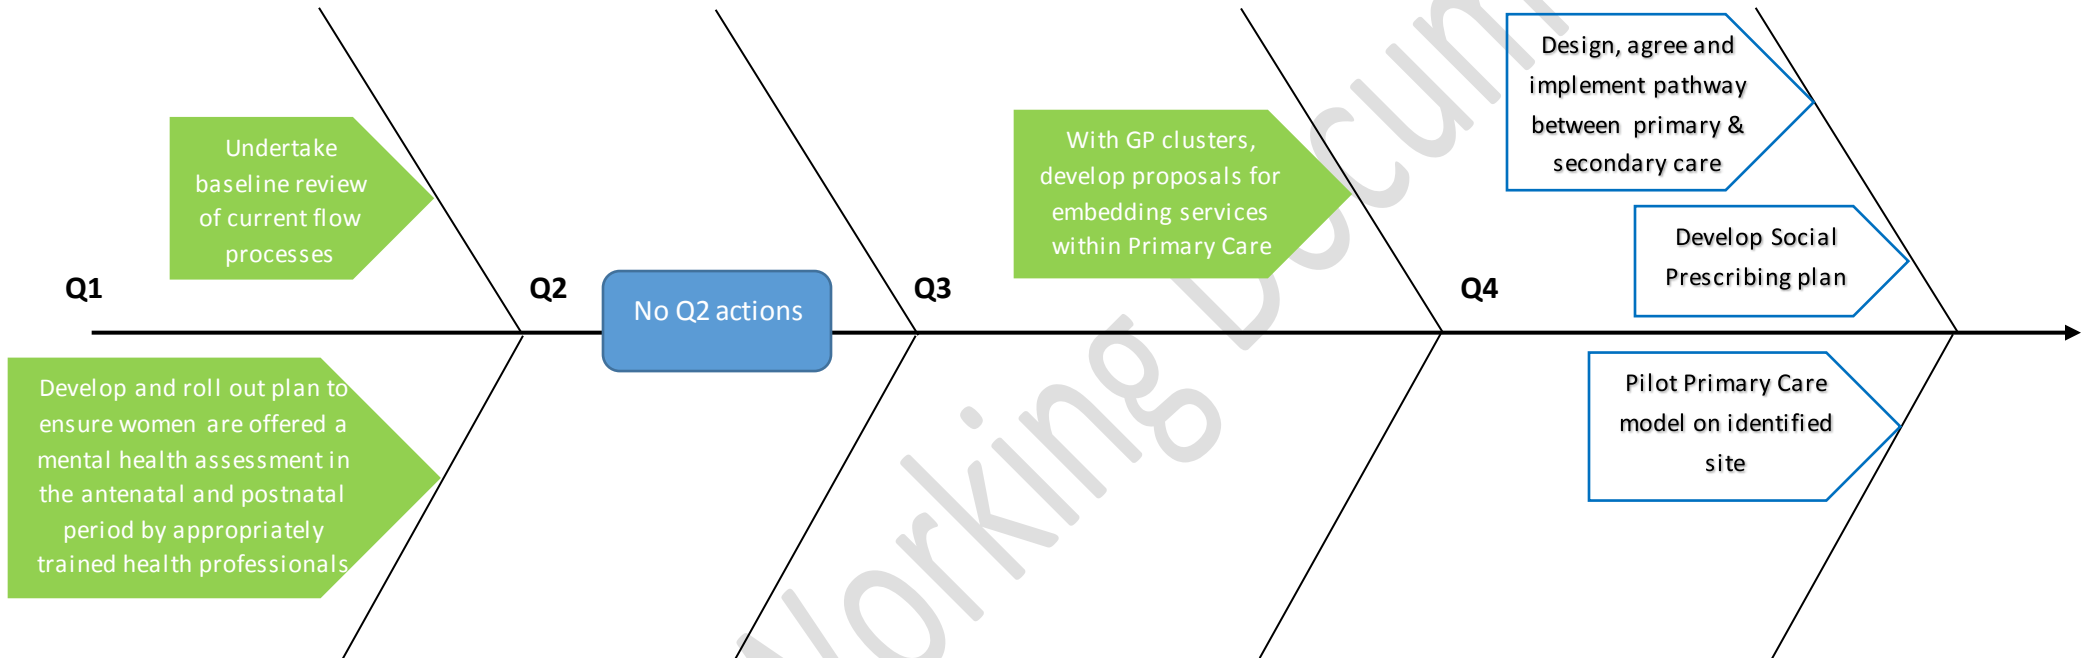 Undertake
baseline review
of current flow
processes
Q1
Develop and roll out plan to
ensure women are offered a
mental health assessment in
the antenatal and postnatal
period by appropriately
trained health professionals
Q2
No Q2 actions
Q3
With GP clusters,
develop proposals for
embedding services
within Primary Care
Q4
Design, agree and
implement pathway
between primary &
secondary care
Develop Social
Prescribing plan
Pilot Primary Care
model on identified
site
Working Docum